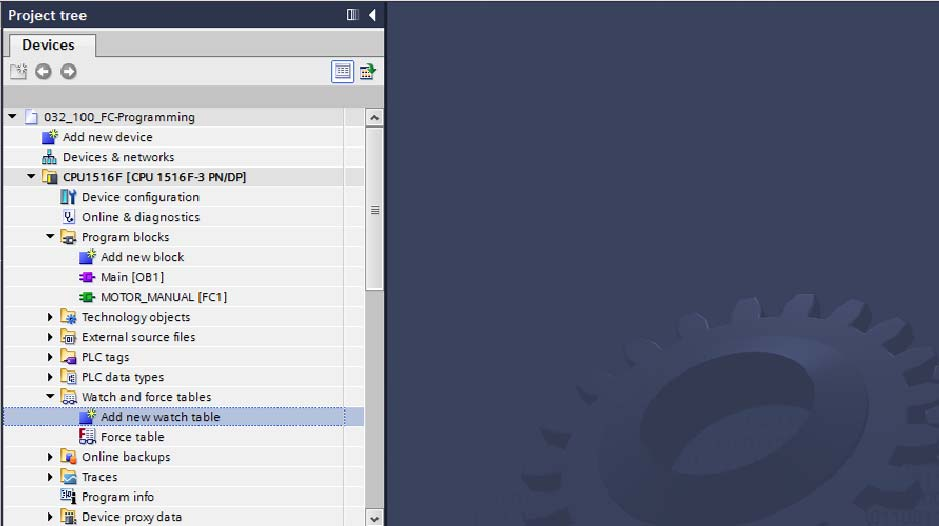 Project tree
Devices
032_100_FC-Programming
Add new device
Devices & networks
CPU1516F [CPU 1516F-3 PN/DP]
Device configuration
Online & diagnostics
Program blocks
Add new block
Main [OB1]
MOTOR_MANUAL [FC1]
Technology objects
External source files
PLC tags
PLC data types
Watch and force tables
Add new watch table
Force table
Online backups
Traces
Program info
Device proxy data